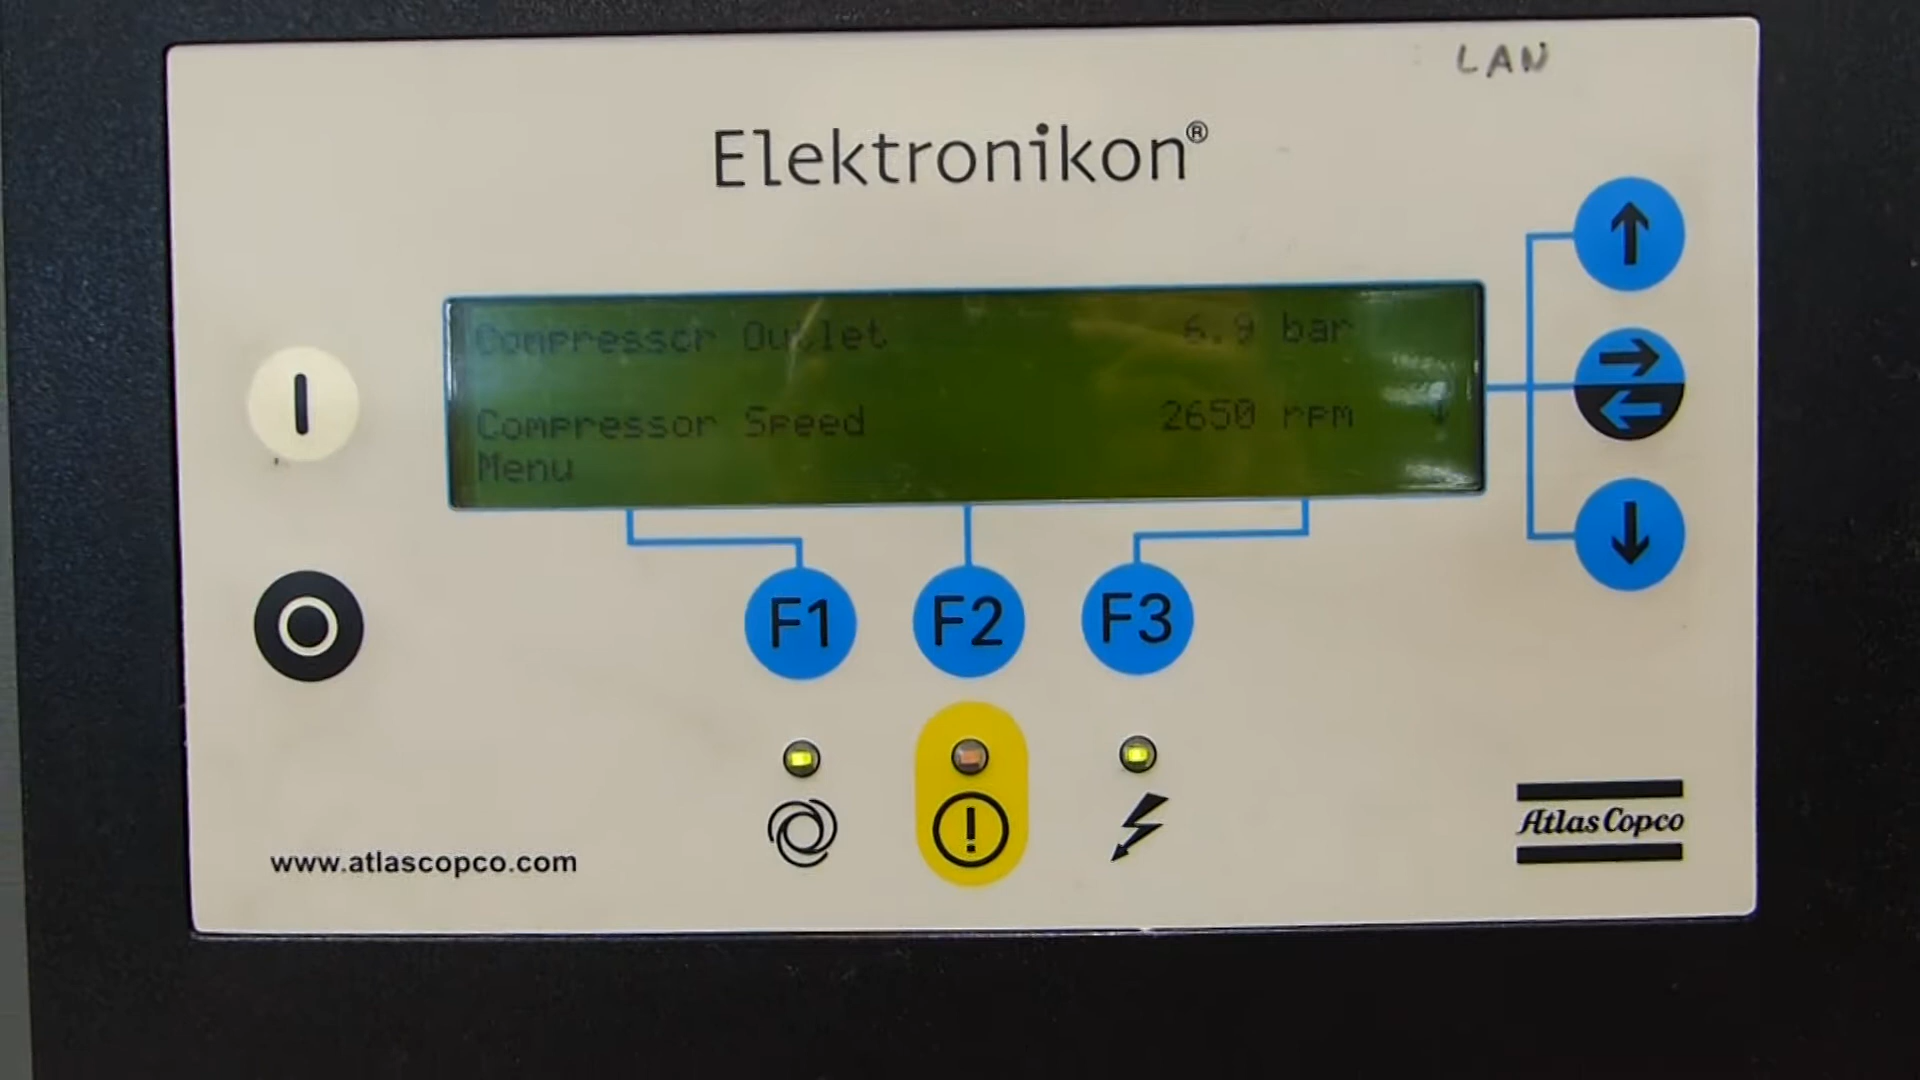 LAN
Elektronikon®
Compressor Outlet 6.9 bar
Compressor Speed 2650 rpm ↓
Menu
F1 F2 F3
www.atlascopco.com
Atlas Copco